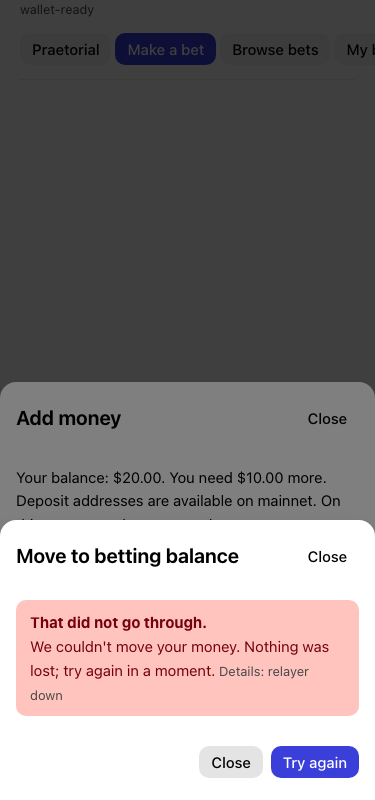 wallet-ready
Praetorial Make a bet Browse bets My
Add money Close
Your balance: $20.00. You need $10.00 more.
Deposit addresses are available on mainnet. On
Move to betting balance Close
That did not go through.
We couldn't move your money. Nothing was
lost; try again in a moment. Details: relayer
down
Close Try again